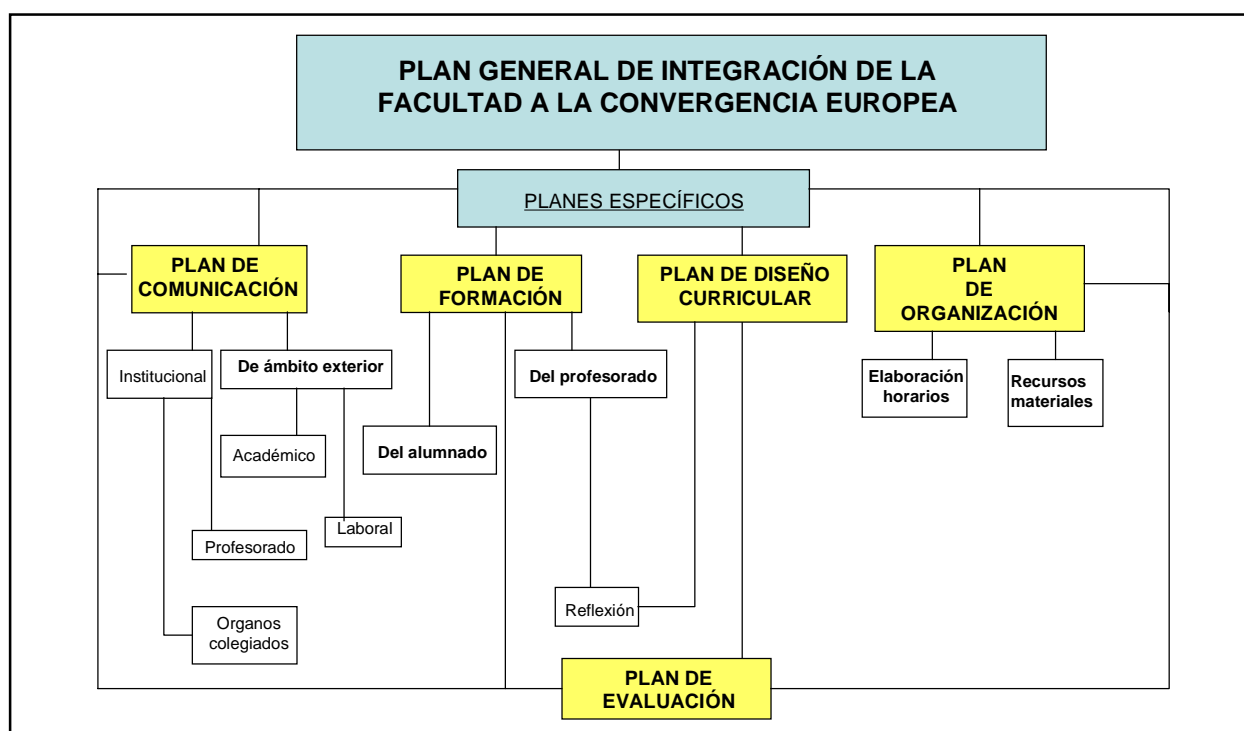 PLAN GENERAL DE INTEGRACIÓN DE LA
FACULTAD A LA CONVERGENCIA EUROPEA
PLANES ESPECÍFICOS
PLAN DE
COMUNICACIÓN
PLAN DE
FORMACIÓN
PLAN DE DISEÑO
CURRICULAR
PLAN
DE
ORGANIZACIÓN
Institucional
De ámbito exterior
Académico
Laboral
Profesorado
Organos
colegiados
Del alumnado
Del profesorado
Reflexión
Elaboración
horarios
Recursos
materiales
PLAN DE
EVALUACIÓN